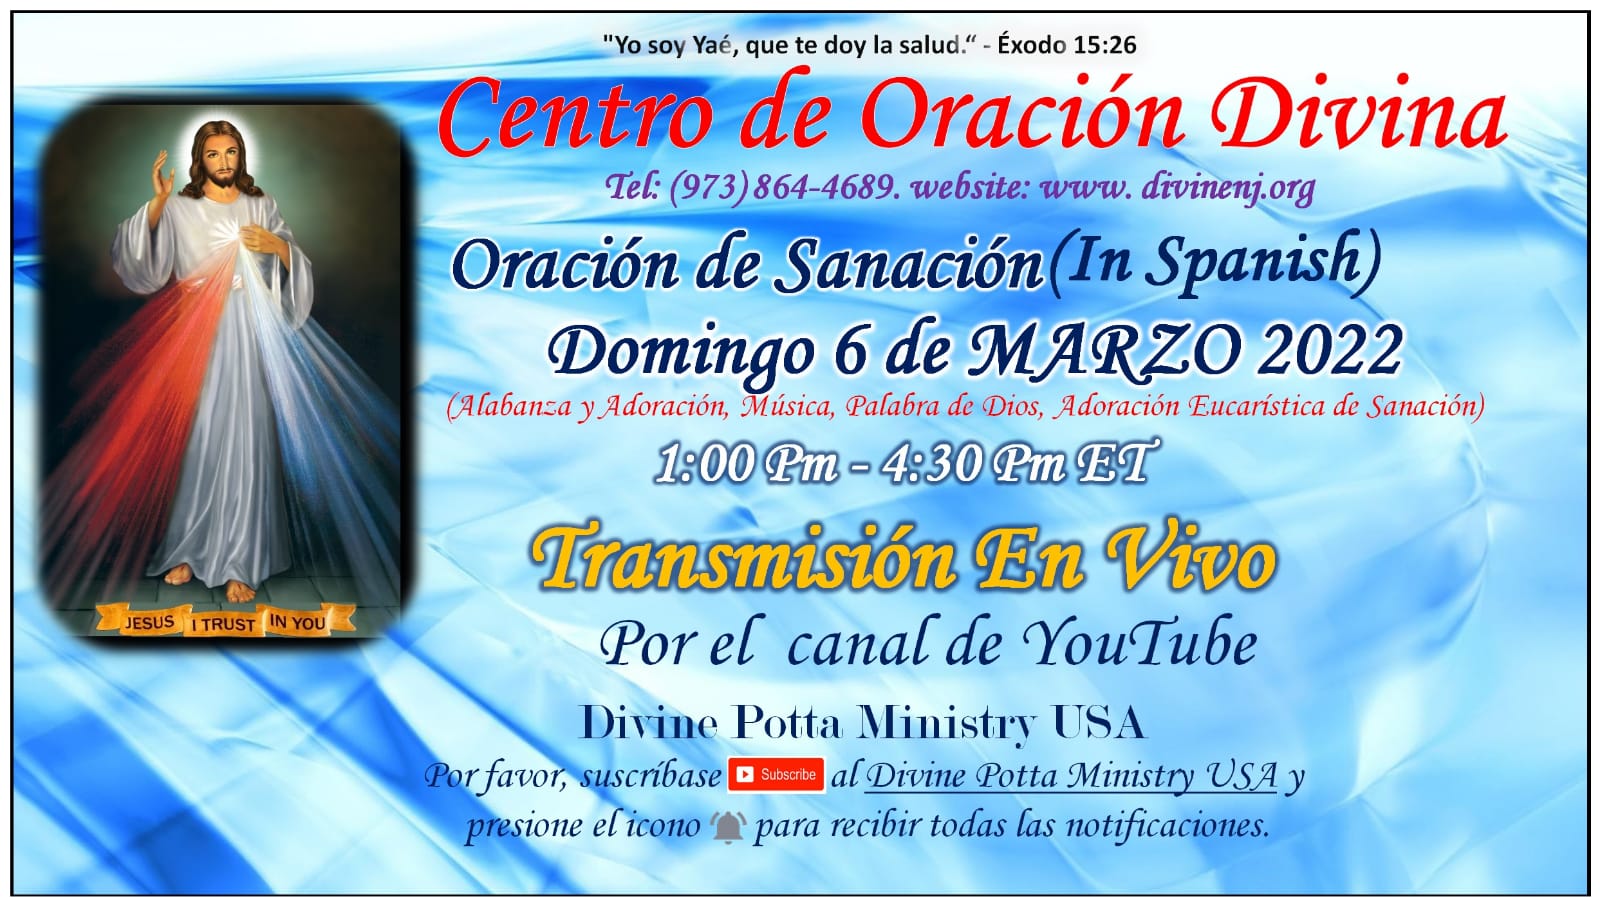 "Yo soy Yaé, que te doy la salud.“ - Éxodo 15:26
Centro de Oración Divina
Tel: (973) 864-4689. website: www. divinenj.org
Oración de Sanación (In Spanish)
Domingo 6 de MARZO 2022
(Alabanza y Adoración, Música, Palabra de Dios, Adoración Eucarística de Sanación)
1:00 Pm - 4:30 Pm ET
Transmisión En Vivo
Por el canal de YouTube
Divine Potta Ministry USA
Por favor, suscríbase Subscribe al Divine Potta Ministry USA y
presione el icono para recibir todas las notificaciones.
JESUS I TRUST IN YOU